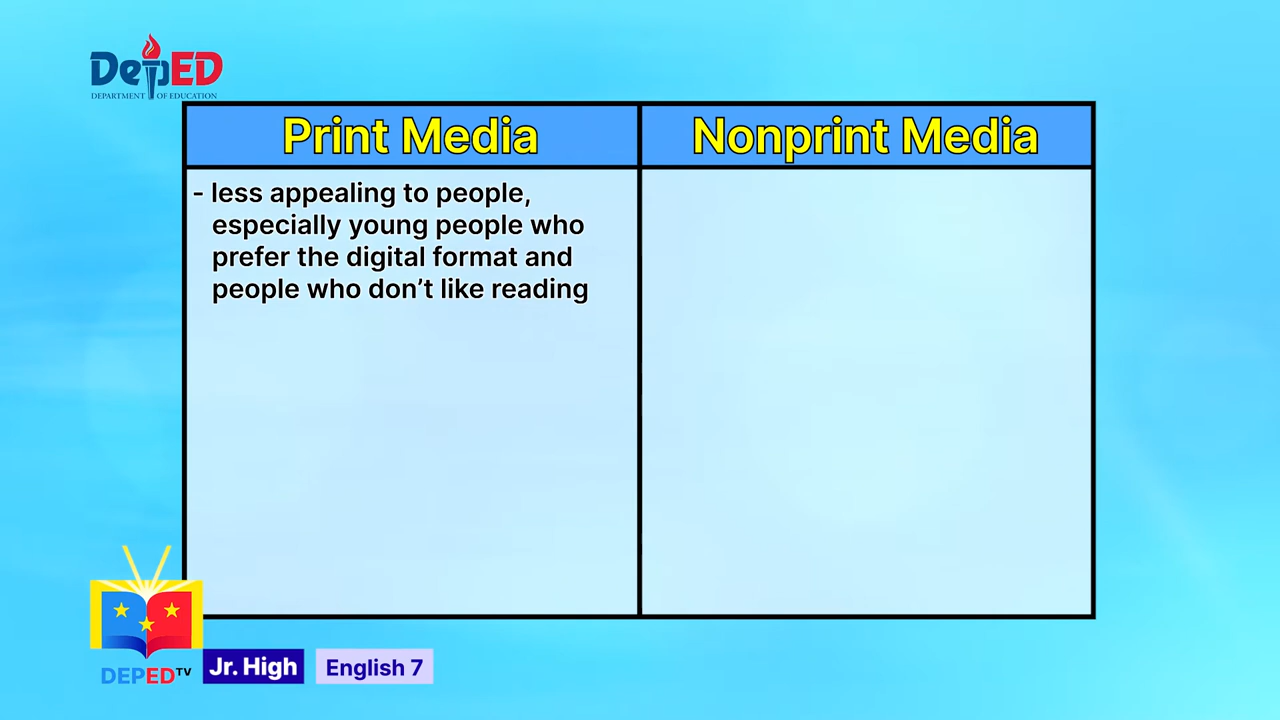 DepED
DEPARTMENT OF EDUCATION
Print Media
Nonprint Media
- less appealing to people,
especially young people who
prefer the digital format and
people who don't like reading
DEPED TV
Jr. High
English 7